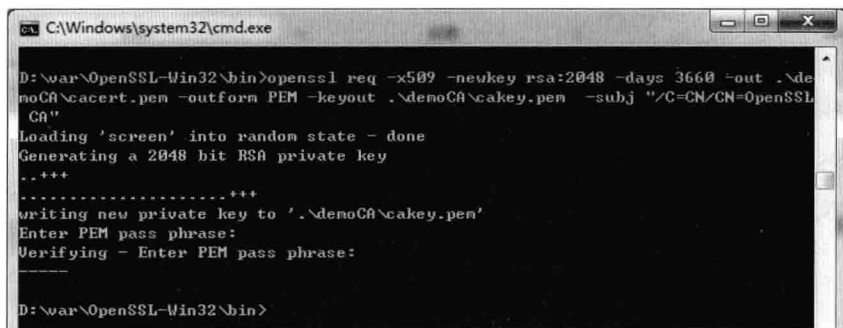 C:\Windows\system32\cmd.exe
D:\var\OpenSSL-Win32\bin>openssl req -x509 -newkey rsa:2048 -days 3660 -out .\de
moCA\cacert.pem -outform PEM -keyout .\demoCA\cakey.pem  -subj "/C=CN/CN=OpenSSL
 CA"
Loading 'screen' into random state - done
Generating a 2048 bit RSA private key
..+++
.....................+++
writing new private key to '.\demoCA\cakey.pem'
Enter PEM pass phrase:
Verifying - Enter PEM pass phrase:
-----
D:\var\OpenSSL-Win32\bin>